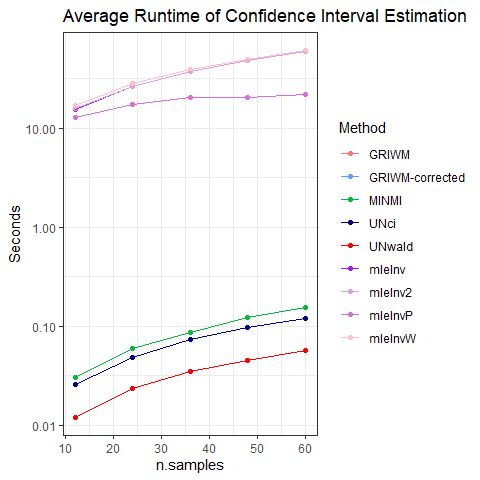 Average Runtime of Confidence Interval Estimation
Seconds
10.00
1.00
0.10
0.01
10 20 30 40 50 60
n.samples
Method
GRIWM
GRIWM-corrected
MINMI
UNci
UNwald
mleInv
mleInv2
mleInvP
mleInvW